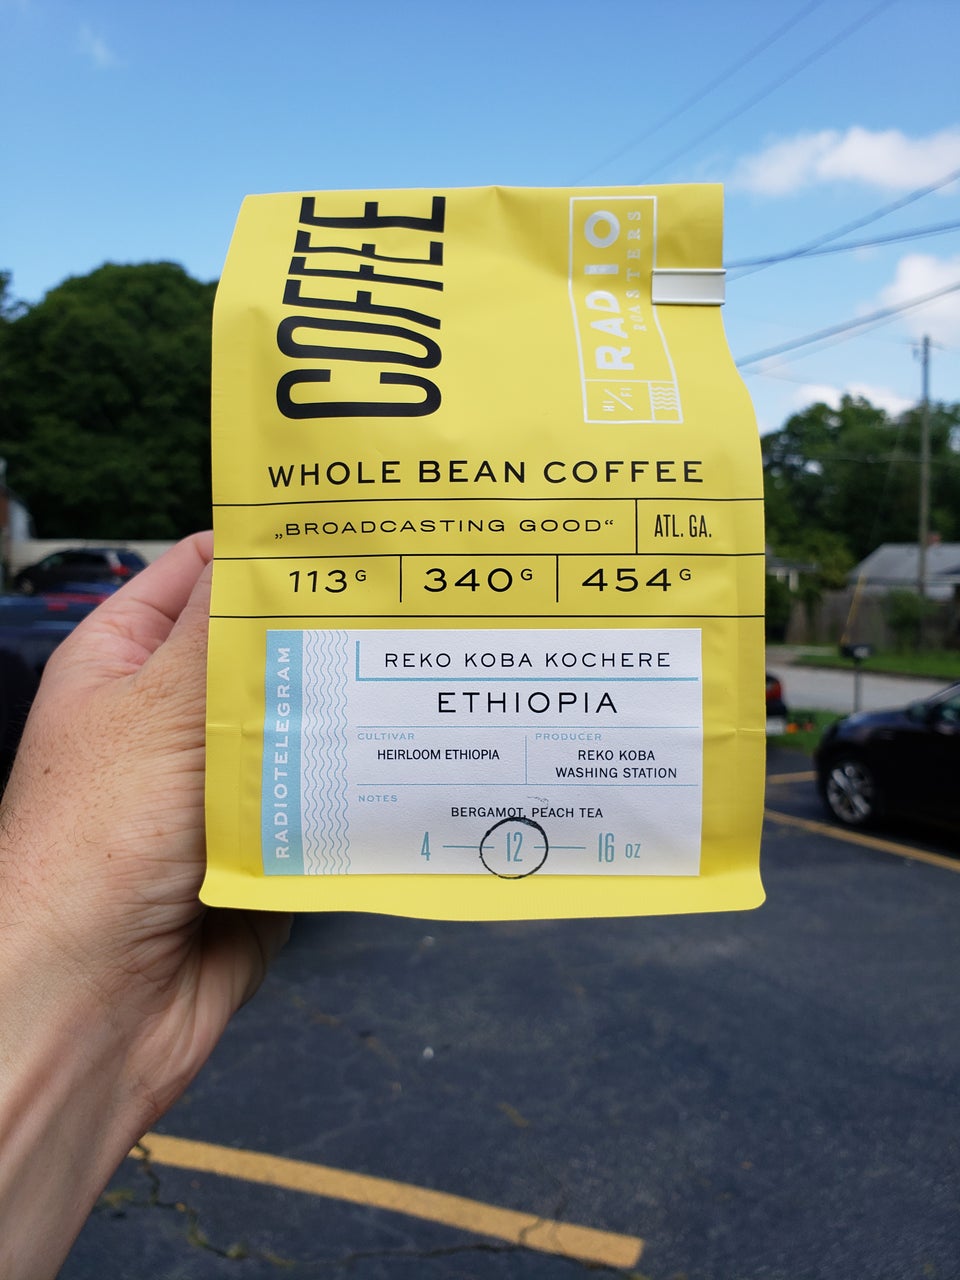 COFFEE
RADIO
ROASTERS
HI/FI
WHOLE BEAN COFFEE
„BROADCASTING GOOD“
ATL. GA.
113G
340G
454G
RADIOTELEGRAM
REKO KOBA KOCHERE
ETHIOPIA
CULTIVAR
HEIRLOOM ETHIOPIA
PRODUCER
REKO KOBA
WASHING STATION
NOTES
BERGAMOT, PEACH TEA
4 — 12 — 16 OZ